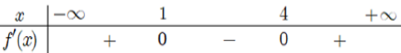 x −∞ 1 4 +∞
f′(x) + 0 − 0 +